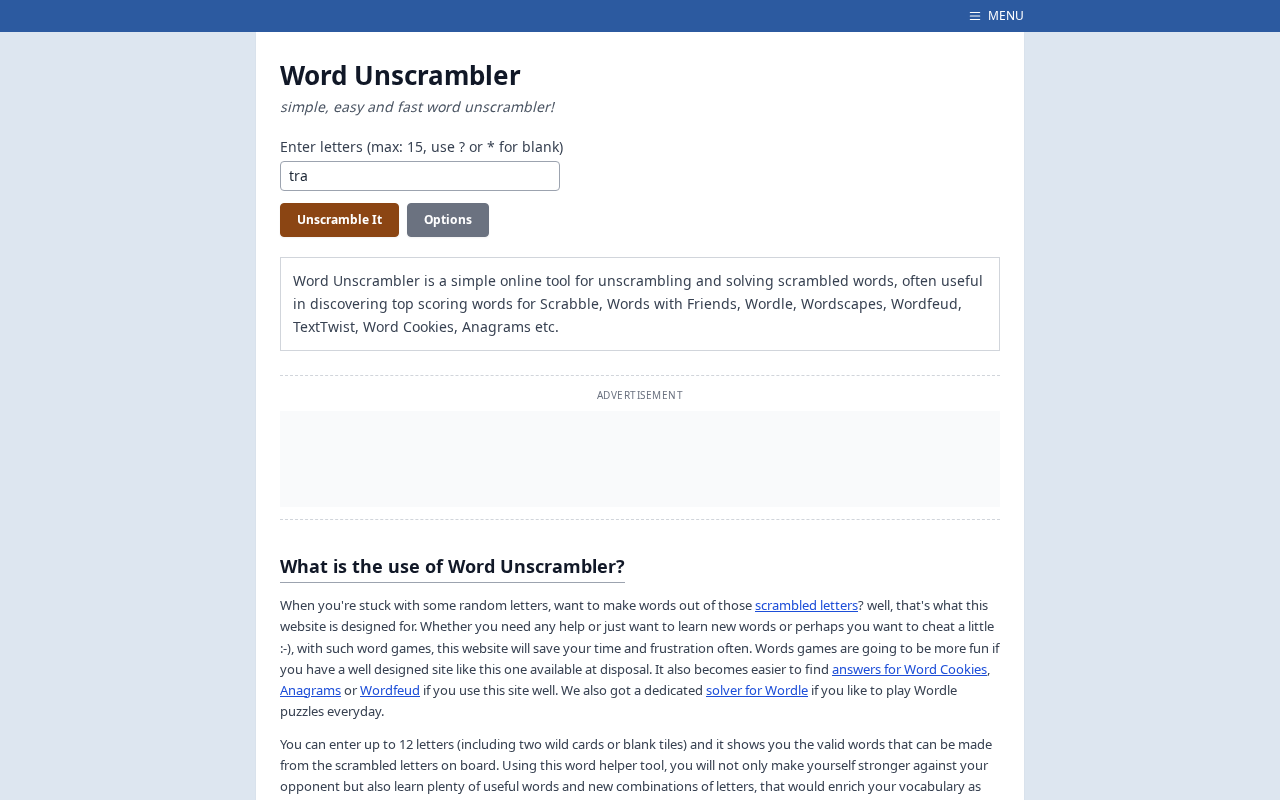 MENU
Word Unscrambler
simple, easy and fast word unscrambler!
Enter letters (max: 15, use ? or * for blank)
tra
Unscramble It
Options
Word Unscrambler is a simple online tool for unscrambling and solving scrambled words, often useful
in discovering top scoring words for Scrabble, Words with Friends, Wordle, Wordscapes, Wordfeud,
TextTwist, Word Cookies, Anagrams etc.
ADVERTISEMENT
What is the use of Word Unscrambler?
When you're stuck with some random letters, want to make words out of those scrambled letters? well, that's what this
website is designed for. Whether you need any help or just want to learn new words or perhaps you want to cheat a little
:-), with such word games, this website will save your time and frustration often. Words games are going to be more fun if
you have a well designed site like this one available at disposal. It also becomes easier to find answers for Word Cookies,
Anagrams or Wordfeud if you use this site well. We also got a dedicated solver for Wordle if you like to play Wordle
puzzles everyday.
You can enter up to 12 letters (including two wild cards or blank tiles) and it shows you the valid words that can be made
from the scrambled letters on board. Using this word helper tool, you will not only make yourself stronger against your
opponent but also learn plenty of useful words and new combinations of letters, that would enrich your vocabulary as